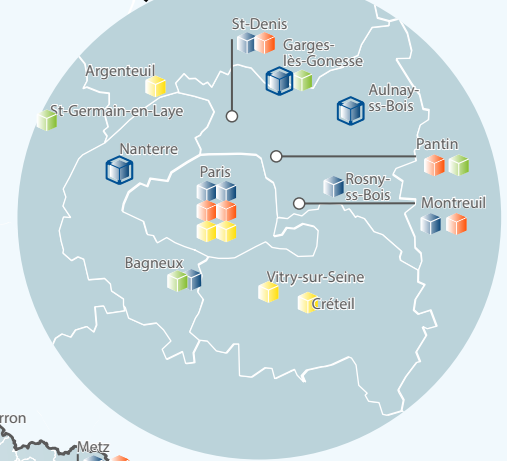 St-Denis
Garges-
lès-Gonesse
Argenteuil
Aulnay-
ss-Bois
St-Germain-en-Laye
Pantin
Nanterre
Paris
Rosny-
ss-Bois
Montreuil
Bagneux
Vitry-sur-Seine
Créteil
rron
Metz